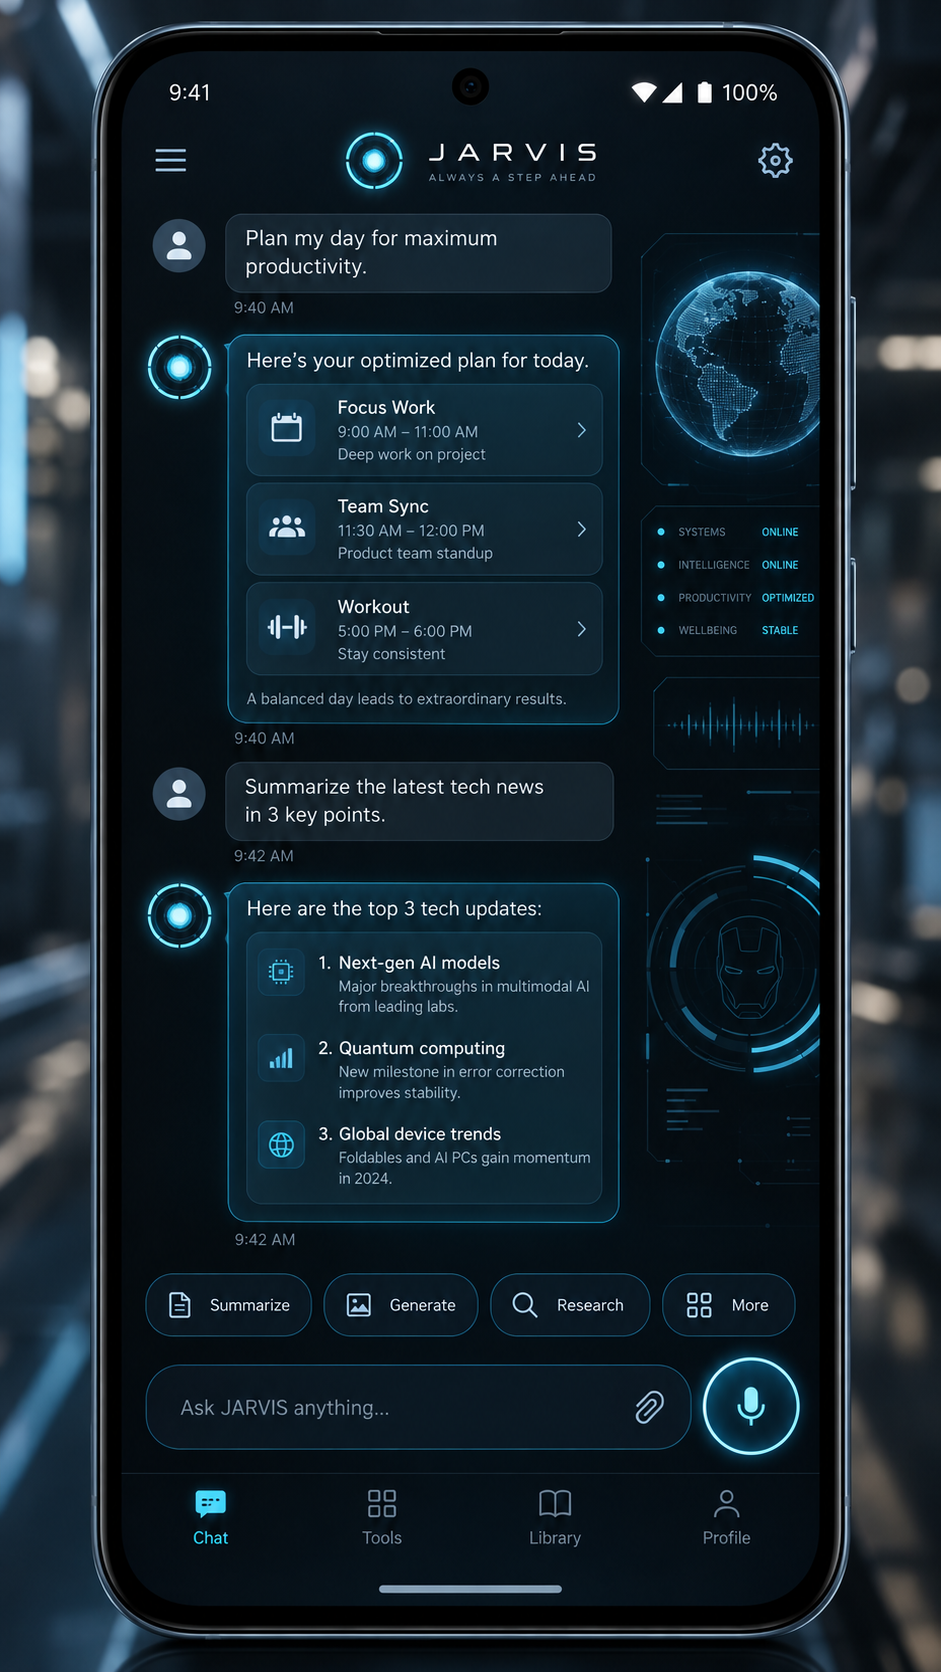 9:41
100%
JARVIS
ALWAYS A STEP AHEAD
Plan my day for maximum
productivity.
9:40 AM
Here's your optimized plan for today.
Focus Work
9:00 AM – 11:00 AM
Deep work on project
Team Sync
11:30 AM – 12:00 PM
Product team standup
Workout
5:00 PM – 6:00 PM
Stay consistent
A balanced day leads to extraordinary results.
9:40 AM
SYSTEMS ONLINE
INTELLIGENCE ONLINE
PRODUCTIVITY OPTIMIZED
WELLBEING STABLE
Summarize the latest tech news
in 3 key points.
9:42 AM
Here are the top 3 tech updates:
1. Next-gen AI models
Major breakthroughs in multimodal AI
from leading labs.
2. Quantum computing
New milestone in error correction
improves stability.
3. Global device trends
Foldables and AI PCs gain momentum
in 2024.
9:42 AM
Summarize
Generate
Research
More
Ask JARVIS anything...
Chat
Tools
Library
Profile